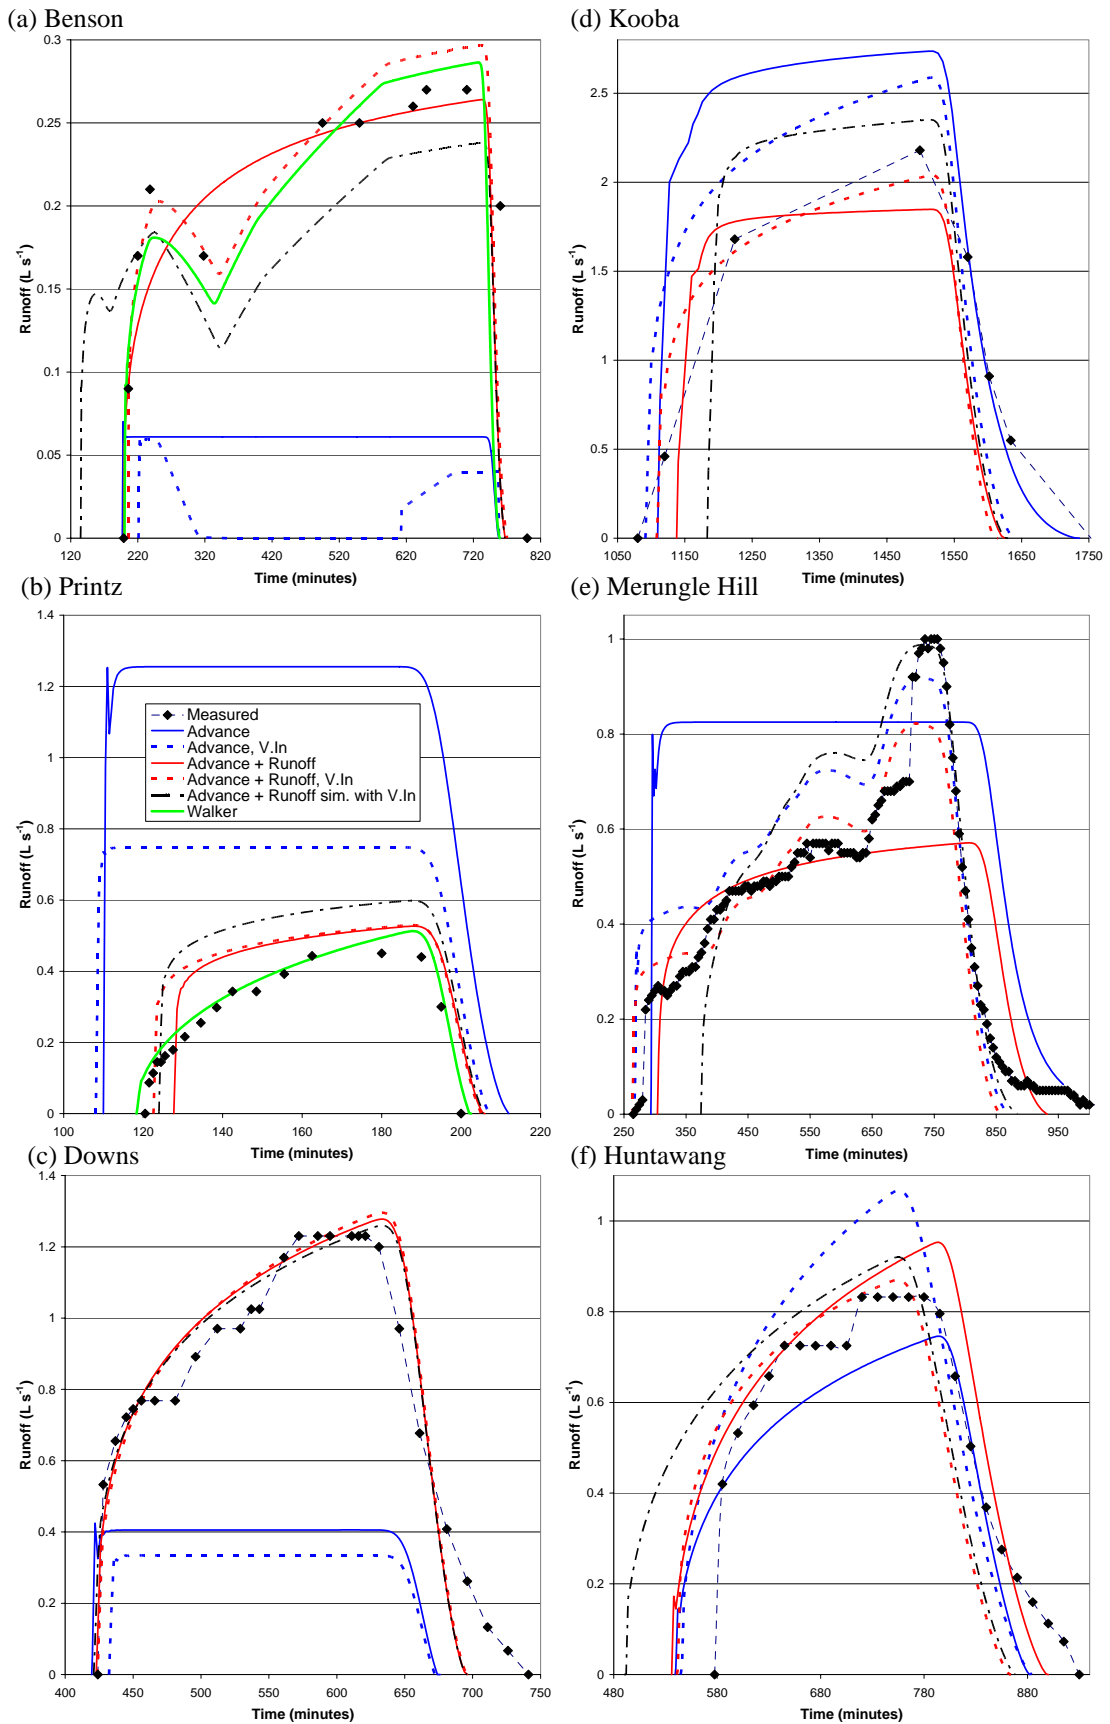 (a) Benson
0.3
0.25
0.2
0.15
0.1
0.05
0
Runoff (L s-1)
120 220 320 420 520 620 720 820
Time (minutes)
(d) Kooba
2.5
2
1.5
1
0.5
0
Runoff (L s-1)
1050 1150 1250 1350 1450 1550 1650 1750
Time (minutes)
(b) Printz
1.4
1.2
1
0.8
0.6
0.4
0.2
0
Runoff (L s-1)
Measured
Advance
Advance, V.In
Advance + Runoff
Advance + Runoff, V.In
Advance + Runoff sim. with V.In
Walker
100 120 140 160 180 200 220
Time (minutes)
(e) Merungle Hill
1
0.8
0.6
0.4
0.2
0
Runoff (L s-1)
250 350 450 550 650 750 850 950
Time (minutes)
(c) Downs
1.4
1.2
1
0.8
0.6
0.4
0.2
0
Runoff (L s-1)
400 450 500 550 600 650 700 750
Time (minutes)
(f) Huntawang
1
0.8
0.6
0.4
0.2
0
Runoff (L s-1)
480 580 680 780 880
Time (minutes)